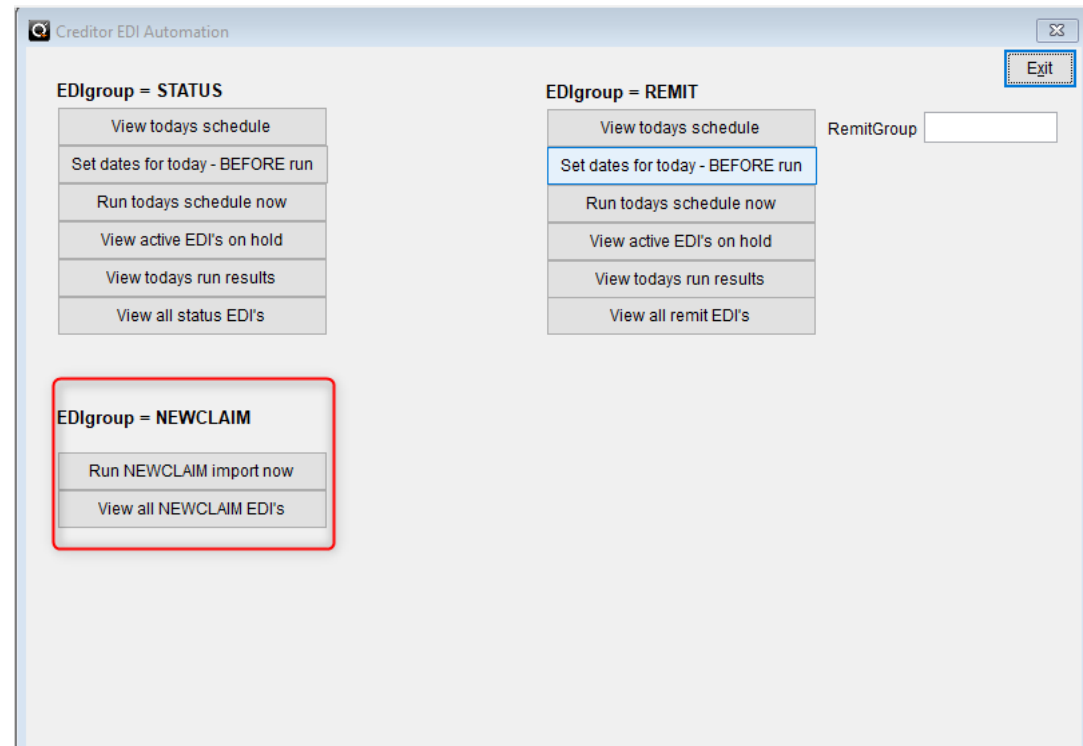 Creditor EDI Automation
Exit
EDIgroup = STATUS
View todays schedule
Set dates for today - BEFORE run
Run todays schedule now
View active EDI's on hold
View todays run results
View all status EDI's
EDIgroup = REMIT
View todays schedule
RemitGroup
Set dates for today - BEFORE run
Run todays schedule now
View active EDI's on hold
View todays run results
View all remit EDI's
EDIgroup = NEWCLAIM
Run NEWCLAIM import now
View all NEWCLAIM EDI's